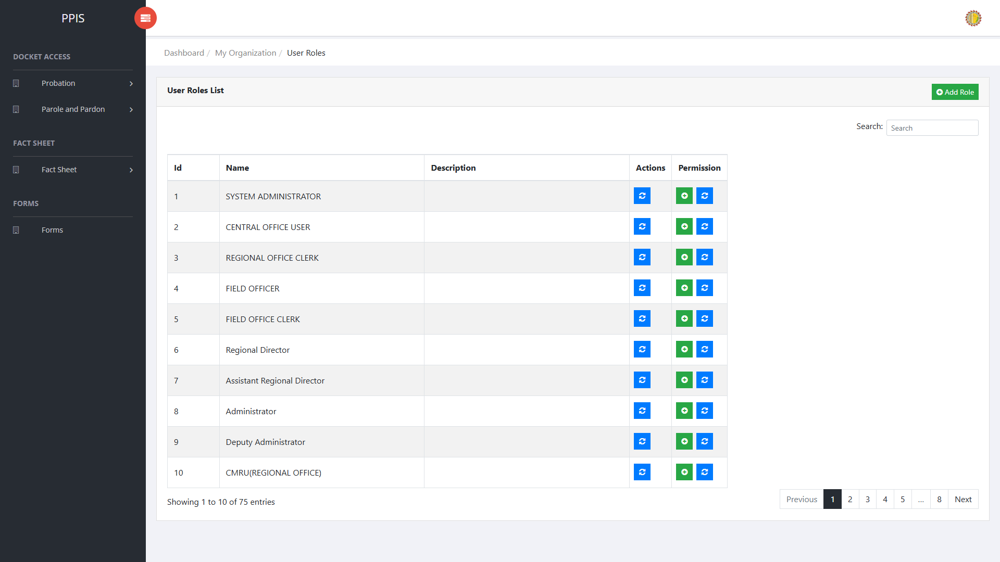 PPIS
DOCKET ACCESS
Probation
Parole and Pardon
FACT SHEET
Fact Sheet
FORMS
Forms
Dashboard / My Organization / User Roles
User Roles List
Add Role
Search: Search
Id Name Description Actions Permission
1 SYSTEM ADMINISTRATOR
2 CENTRAL OFFICE USER
3 REGIONAL OFFICE CLERK
4 FIELD OFFICER
5 FIELD OFFICE CLERK
6 Regional Director
7 Assistant Regional Director
8 Administrator
9 Deputy Administrator
10 CMRU(REGIONAL OFFICE)
Showing 1 to 10 of 75 entries
Previous 1 2 3 4 5 … 8 Next